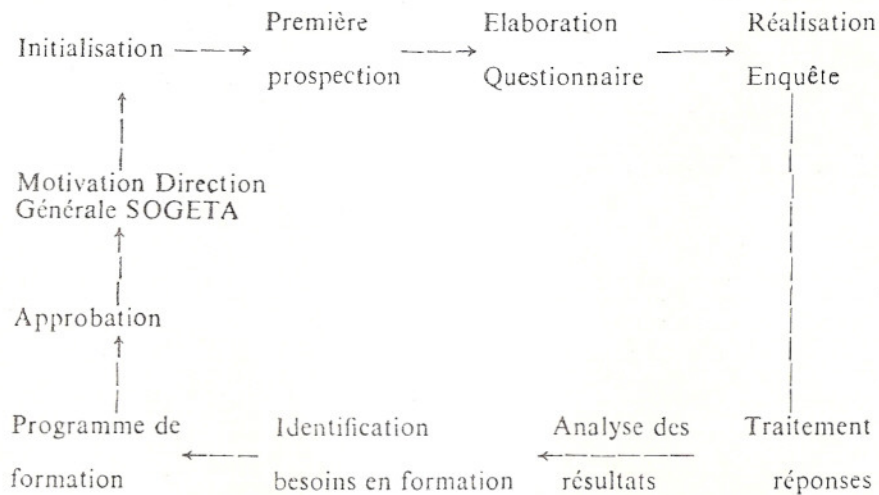 Première Elaboration Réalisation
Initialisation
prospection Questionnaire Enquête
Motivation Direction
Générale SOGETA
Approbation
Programme de Identification Analyse des Traitement
formation besoins en formation résultats réponses